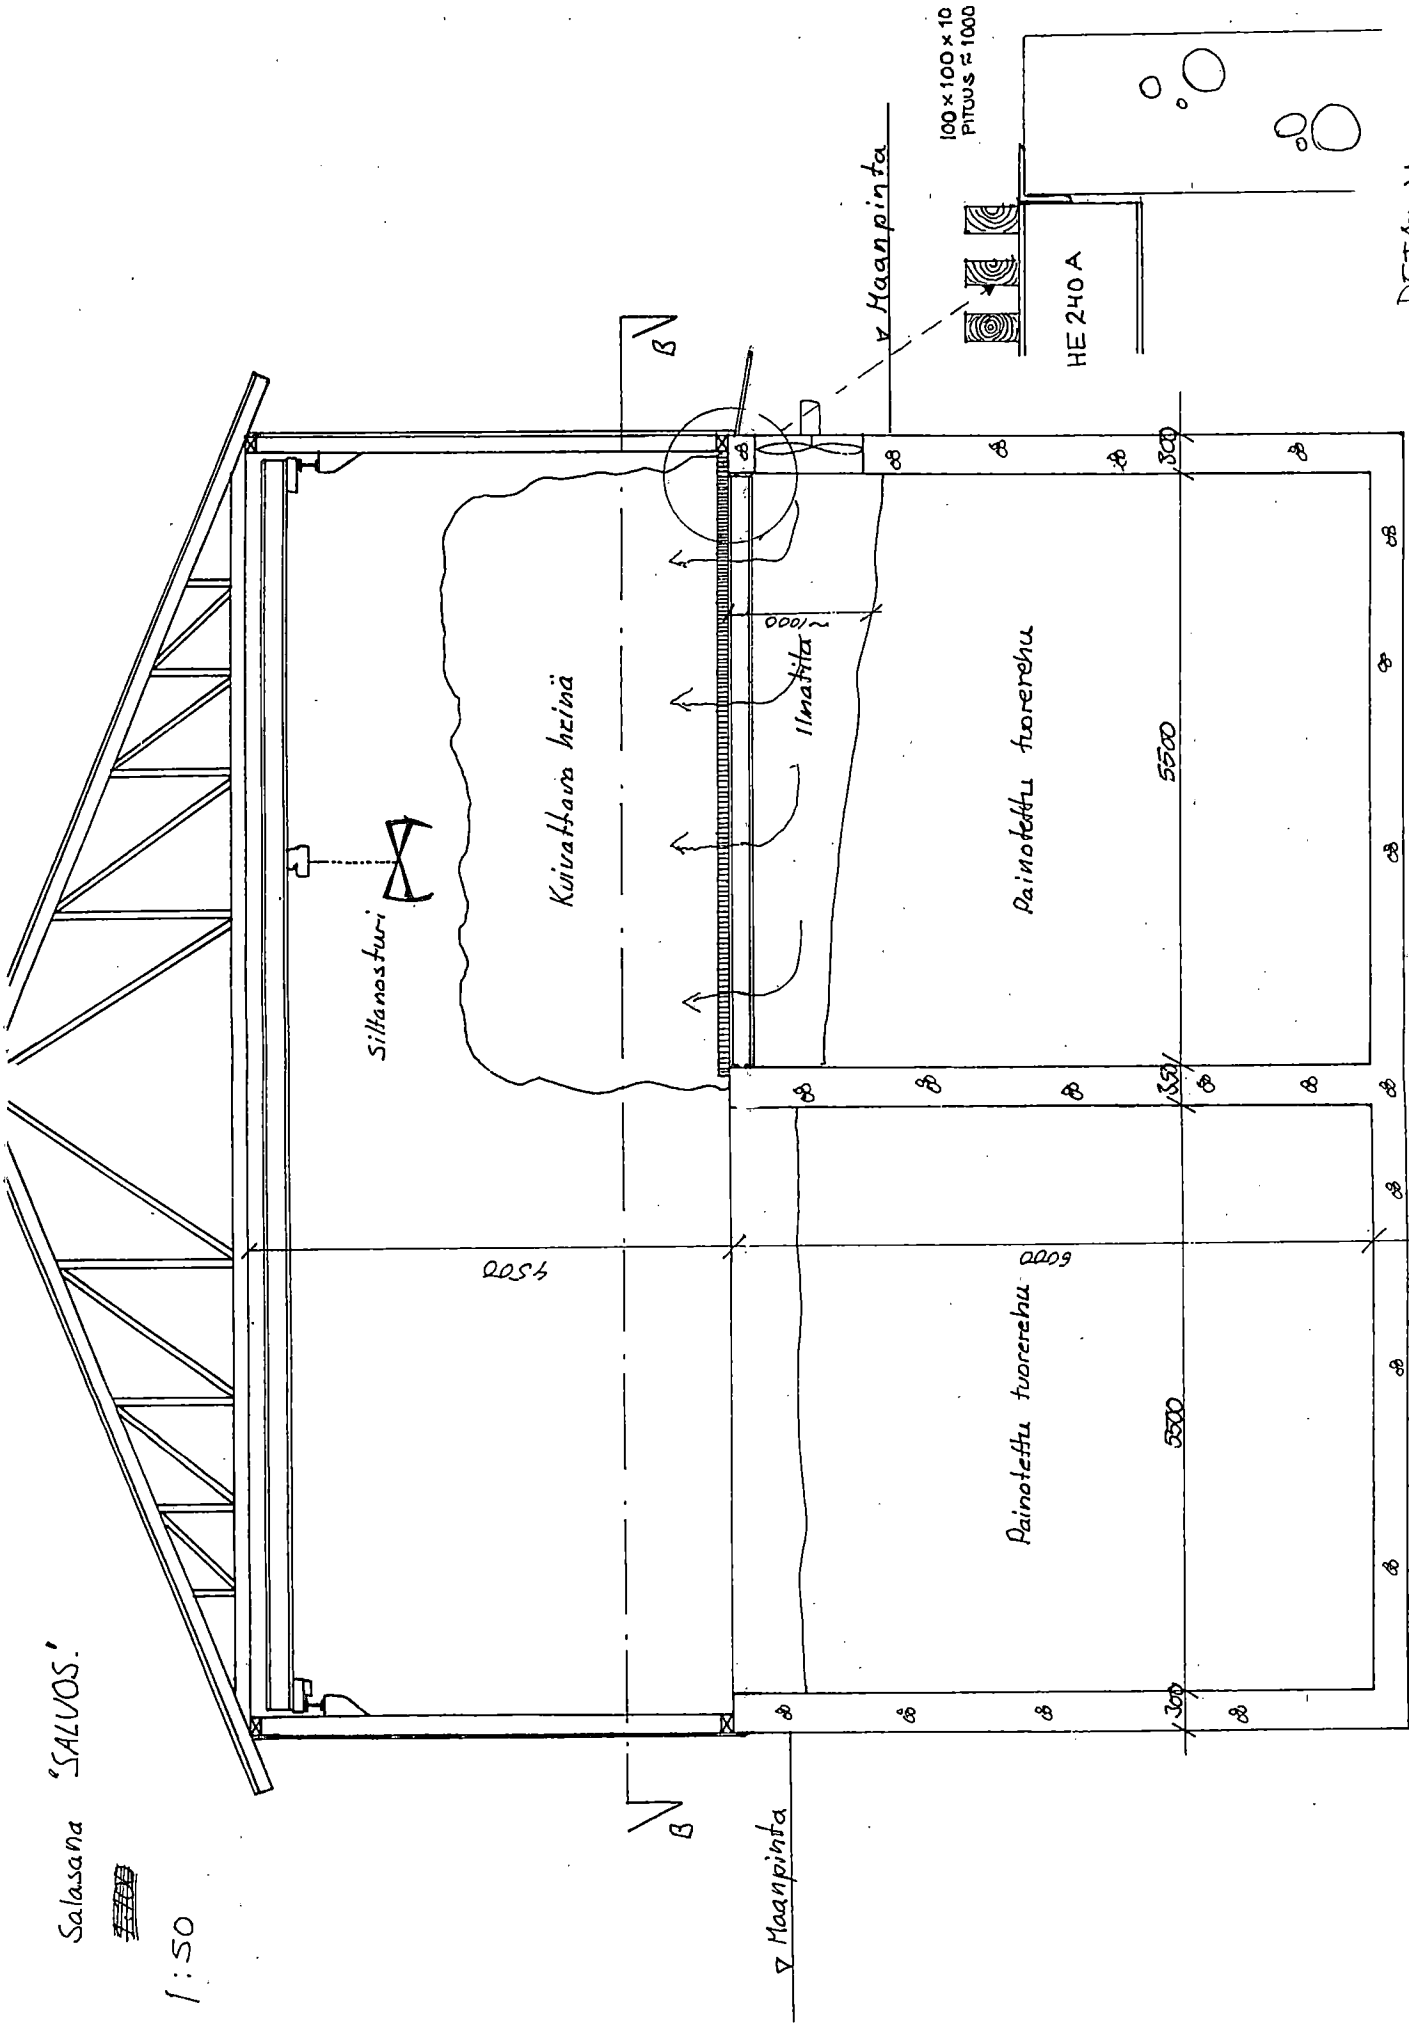 Salasana "SALVOS."
1:50
Siltanosturi
Kuivattava heinä
4500
B
B
Ilmatila
~1000
▽ Maanpinta
▽ Maanpinta
Painotettu tuorerehu
Painotettu tuorerehu
6000
300
5500
350
5500
300
100 × 100 × 10
PITUUS ≈ 1000
HE 240 A